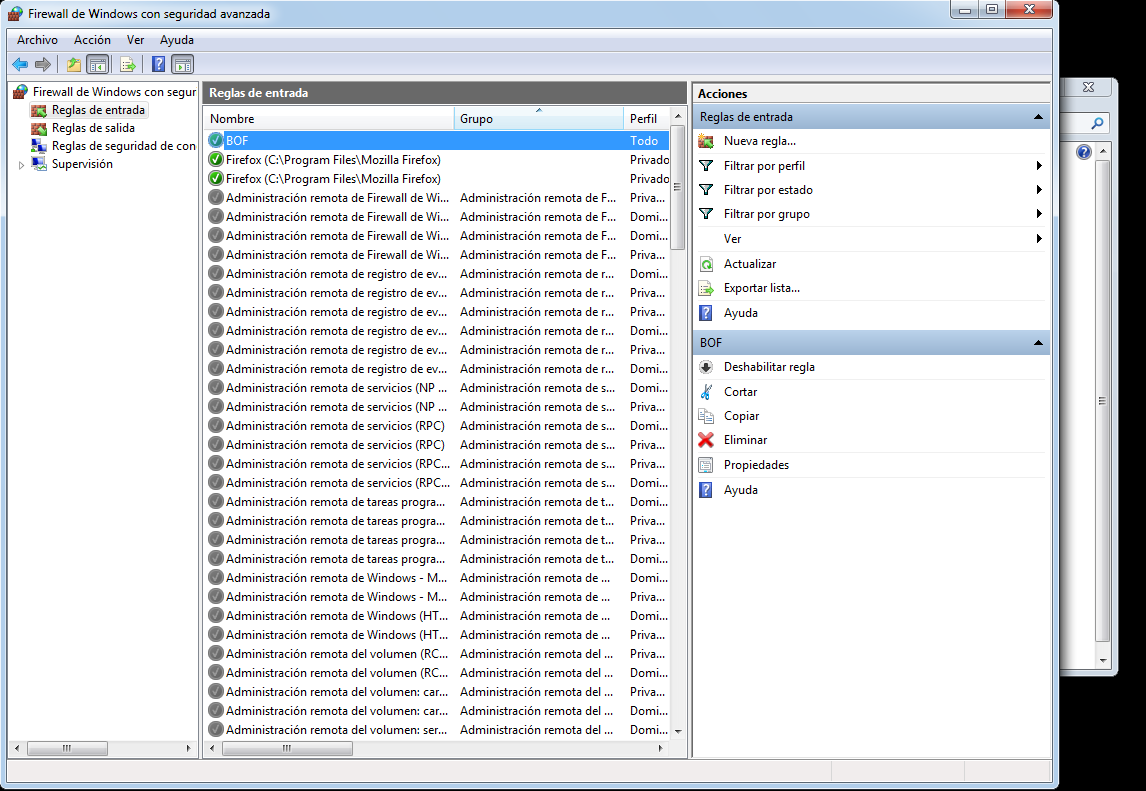 Firewall de Windows con seguridad avanzada
Archivo Acción Ver Ayuda
Firewall de Windows con segur
Reglas de entrada
Reglas de salida
Reglas de seguridad de con
Supervisión
Reglas de entrada
Nombre Grupo Perfil
BOF Todo
Firefox (C:\Program Files\Mozilla Firefox) Privado
Firefox (C:\Program Files\Mozilla Firefox) Privado
Administración remota de Firewall de Wi... Administración remota de F... Priva...
Administración remota de Firewall de Wi... Administración remota de F... Domi...
Administración remota de Firewall de Wi... Administración remota de F... Domi...
Administración remota de Firewall de Wi... Administración remota de F... Priva...
Administración remota de registro de ev... Administración remota de r... Domi...
Administración remota de registro de ev... Administración remota de r... Priva...
Administración remota de registro de ev... Administración remota de r... Priva...
Administración remota de registro de ev... Administración remota de r... Domi...
Administración remota de registro de ev... Administración remota de r... Priva...
Administración remota de registro de ev... Administración remota de r... Domi...
Administración remota de servicios (NP ... Administración remota de s... Domi...
Administración remota de servicios (NP ... Administración remota de s... Priva...
Administración remota de servicios (RPC) Administración remota de s... Domi...
Administración remota de servicios (RPC) Administración remota de s... Priva...
Administración remota de servicios (RPC... Administración remota de s... Priva...
Administración remota de servicios (RPC... Administración remota de s... Domi...
Administración remota de tareas progra... Administración remota de t... Domi...
Administración remota de tareas progra... Administración remota de t... Priva...
Administración remota de tareas progra... Administración remota de t... Priva...
Administración remota de tareas progra... Administración remota de t... Domi...
Administración remota de Windows - M... Administración remota de ... Domi...
Administración remota de Windows - M... Administración remota de ... Priva...
Administración remota de Windows (HT... Administración remota de ... Domi...
Administración remota de Windows (HT... Administración remota de ... Priva...
Administración remota del volumen (RC... Administración remota del ... Priva...
Administración remota del volumen (RC... Administración remota del ... Domi...
Administración remota del volumen: car... Administración remota del ... Priva...
Administración remota del volumen: car... Administración remota del ... Domi...
Administración remota del volumen: ser... Administración remota del ... Domi...
Acciones
Reglas de entrada
Nueva regla...
Filtrar por perfil
Filtrar por estado
Filtrar por grupo
Ver
Actualizar
Exportar lista...
Ayuda
BOF
Deshabilitar regla
Cortar
Copiar
Eliminar
Propiedades
Ayuda